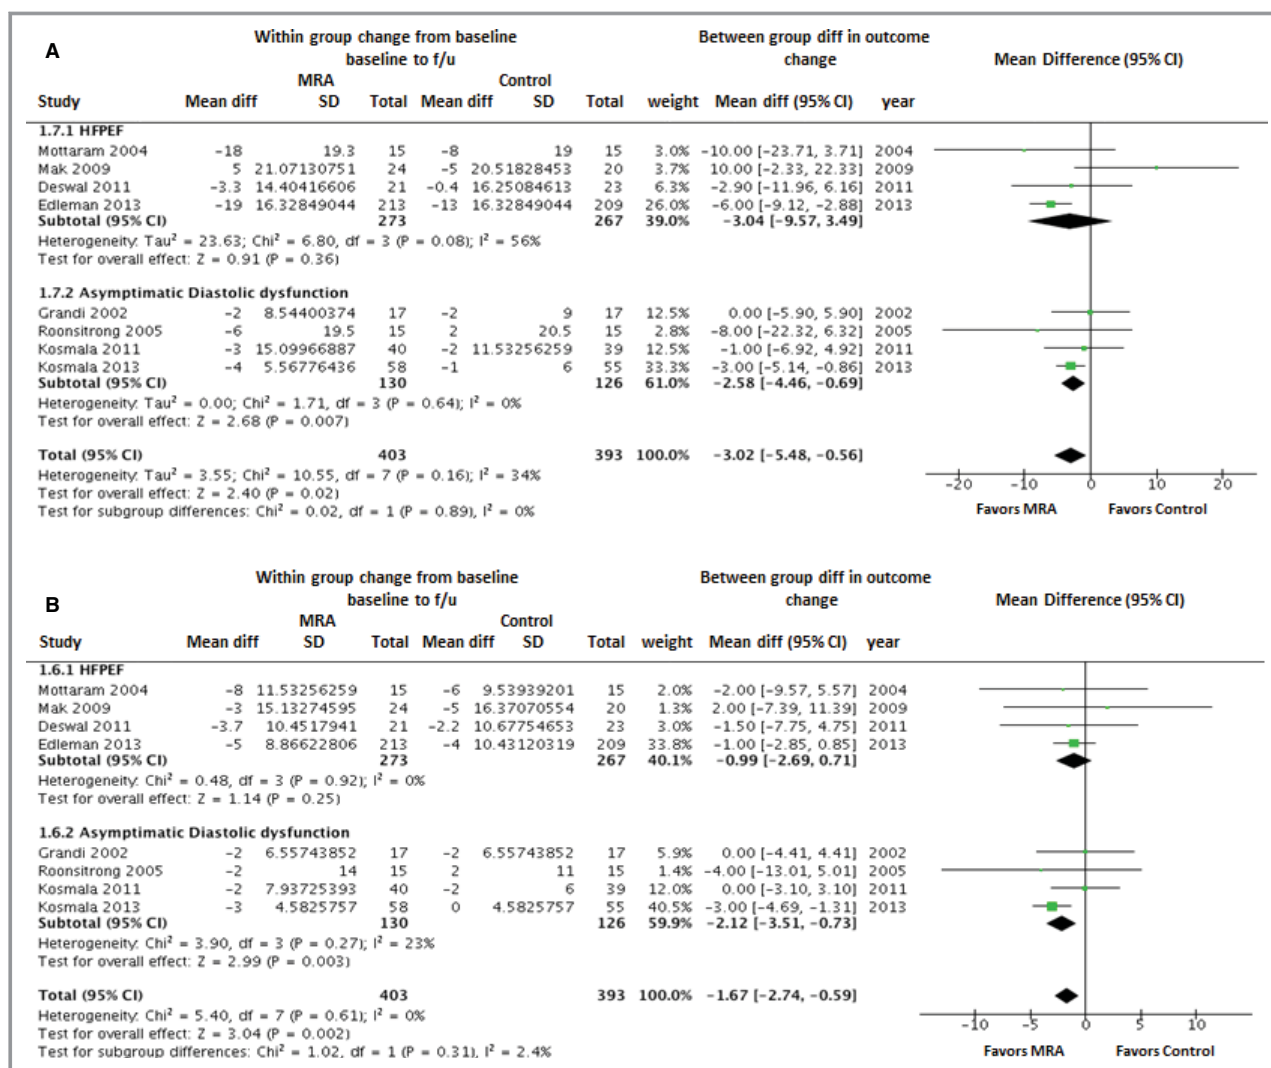 A
Within group change from baseline
baseline to f/u
Between group diff in outcome
change
Mean Difference (95% CI)
MRA
Control
Study Mean diff SD Total Mean diff SD Total weight Mean diff (95% CI) year
1.7.1 HFPEF
Mottaram 2004 −18 19.3 15 −8 19 15 3.0% −10.00 [−23.71, 3.71] 2004
Mak 2009 5 21.07130751 24 −5 20.51828453 20 3.7% 10.00 [−2.33, 22.33] 2009
Deswal 2011 −3.3 14.40416606 21 −0.4 16.25084613 23 6.3% −2.90 [−11.96, 6.16] 2011
Edleman 2013 −19 16.32849044 213 −13 16.32849044 209 26.0% −6.00 [−9.12, −2.88] 2013
Subtotal (95% CI) 273 267 39.0% −3.04 [−9.57, 3.49]
Heterogeneity: Tau² = 23.63; Chi² = 6.80, df = 3 (P = 0.08); I² = 56%
Test for overall effect: Z = 0.91 (P = 0.36)
1.7.2 Asymptimatic Diastolic dysfunction
Grandi 2002 −2 8.54400374 17 −2 9 17 12.5% 0.00 [−5.90, 5.90] 2002
Roonsitrong 2005 −6 19.5 15 2 20.5 15 2.8% −8.00 [−22.32, 6.32] 2005
Kosmala 2011 −3 15.09966887 40 −2 11.53256259 39 12.5% −1.00 [−6.92, 4.92] 2011
Kosmala 2013 −4 5.56776436 58 −1 6 55 33.3% −3.00 [−5.14, −0.86] 2013
Subtotal (95% CI) 130 126 61.0% −2.58 [−4.46, −0.69]
Heterogeneity: Tau² = 0.00; Chi² = 1.71, df = 3 (P = 0.64); I² = 0%
Test for overall effect: Z = 2.68 (P = 0.007)
Total (95% CI) 403 393 100.0% −3.02 [−5.48, −0.56]
Heterogeneity: Tau² = 3.55; Chi² = 10.55, df = 7 (P = 0.16); I² = 34%
Test for overall effect: Z = 2.40 (P = 0.02)
Test for subgroup differences: Chi² = 0.02, df = 1 (P = 0.89), I² = 0%
−20 −10 0 10 20
Favors MRA Favors Control
B
Within group change from baseline
baseline to f/u
Between group diff in outcome
change
Mean Difference (95% CI)
MRA
Control
Study Mean diff SD Total Mean diff SD Total weight Mean diff (95% CI) year
1.6.1 HFPEF
Mottaram 2004 −8 11.53256259 15 −6 9.53939201 15 2.0% −2.00 [−9.57, 5.57] 2004
Mak 2009 −3 15.13274595 24 −5 16.37070554 20 1.3% 2.00 [−7.39, 11.39] 2009
Deswal 2011 −3.7 10.4517941 21 −2.2 10.67754653 23 3.0% −1.50 [−7.75, 4.75] 2011
Edleman 2013 −5 8.86622806 213 −4 10.43120319 209 33.8% −1.00 [−2.85, 0.85] 2013
Subtotal (95% CI) 273 267 40.1% −0.99 [−2.69, 0.71]
Heterogeneity: Chi² = 0.48, df = 3 (P = 0.92); I² = 0%
Test for overall effect: Z = 1.14 (P = 0.25)
1.6.2 Asymptimatic Diastolic dysfunction
Grandi 2002 −2 6.55743852 17 −2 6.55743852 17 5.9% 0.00 [−4.41, 4.41] 2002
Roonsitrong 2005 −2 14 15 2 11 15 1.4% −4.00 [−13.01, 5.01] 2005
Kosmala 2011 −2 7.93725393 40 −2 6 39 12.0% 0.00 [−3.10, 3.10] 2011
Kosmala 2013 −3 4.5825757 58 0 4.5825757 55 40.5% −3.00 [−4.69, −1.31] 2013
Subtotal (95% CI) 130 126 59.9% −2.12 [−3.51, −0.73]
Heterogeneity: Chi² = 3.90, df = 3 (P = 0.27); I² = 23%
Test for overall effect: Z = 2.99 (P = 0.003)
Total (95% CI) 403 393 100.0% −1.67 [−2.74, −0.59]
Heterogeneity: Chi² = 5.40, df = 7 (P = 0.61); I² = 0%
Test for overall effect: Z = 3.04 (P = 0.002)
Test for subgroup differences: Chi² = 1.02, df = 1 (P = 0.31), I² = 2.4%
−10 −5 0 5 10
Favors MRA Favors Control